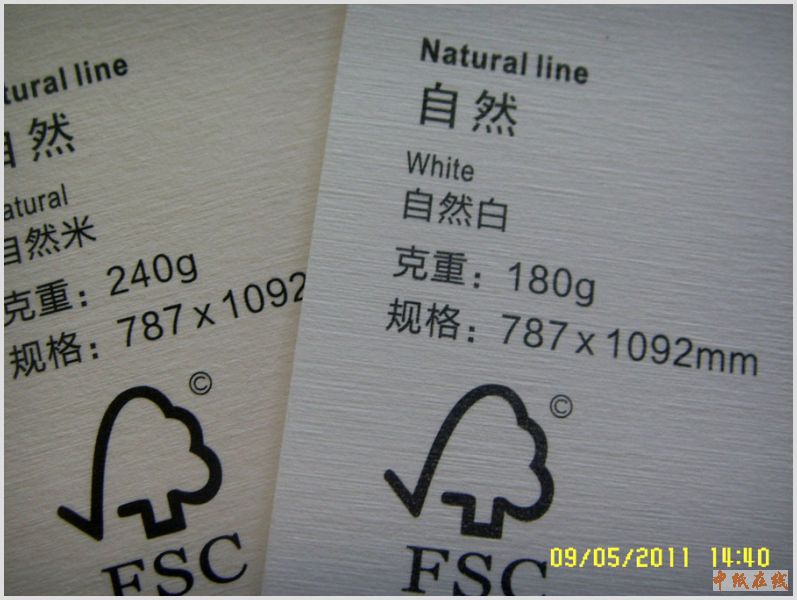 tural line
自然
atural
自然米
克重：240g
规格：787x1092
©
FSC
Natural line
自然
White
自然白
克重：180g
规格：787x1092mm
©
FSC
09/05/2011 14:40
中纸在线